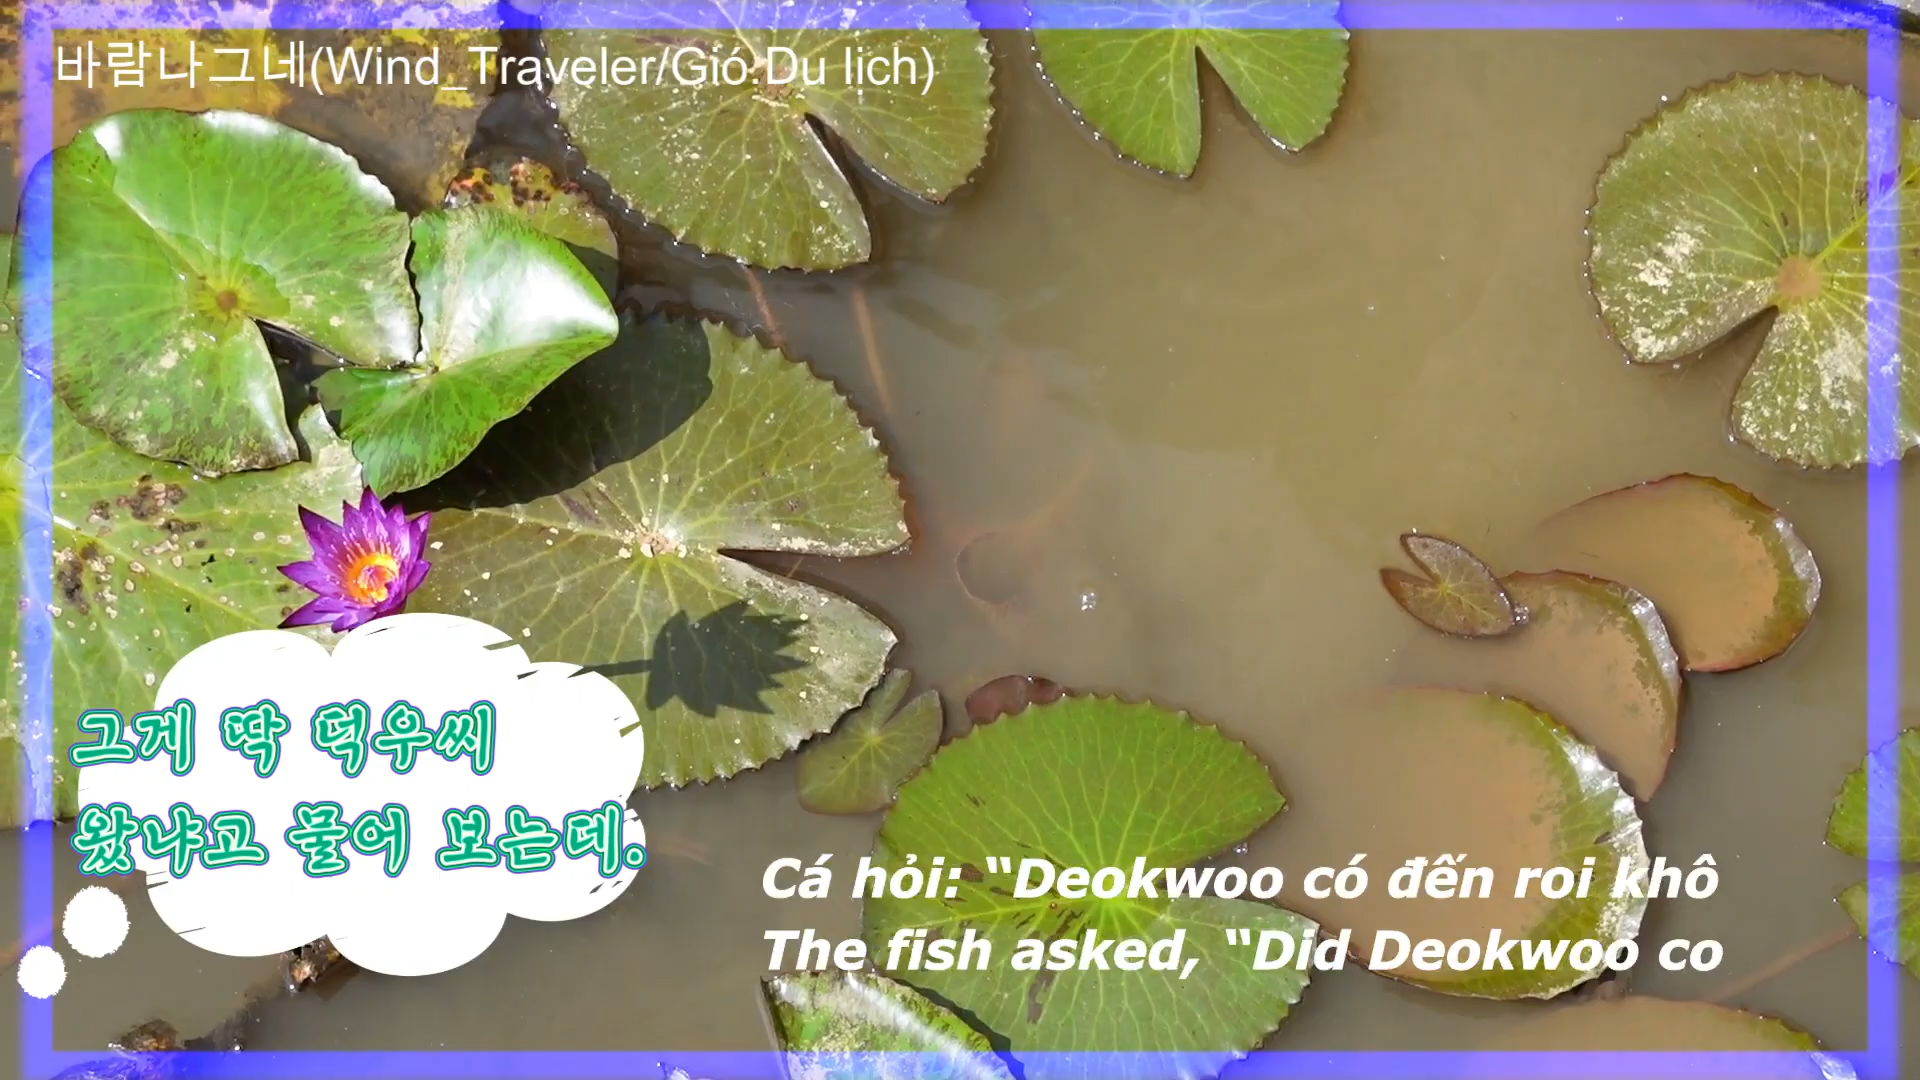 바람나그네(Wind_Traveler/Gió.Du lịch)
그게 딱 덕우씨
왔냐고 물어 보는데.
Cá hỏi: “Deokwoo có đến roi khô
The fish asked, “Did Deokwoo co